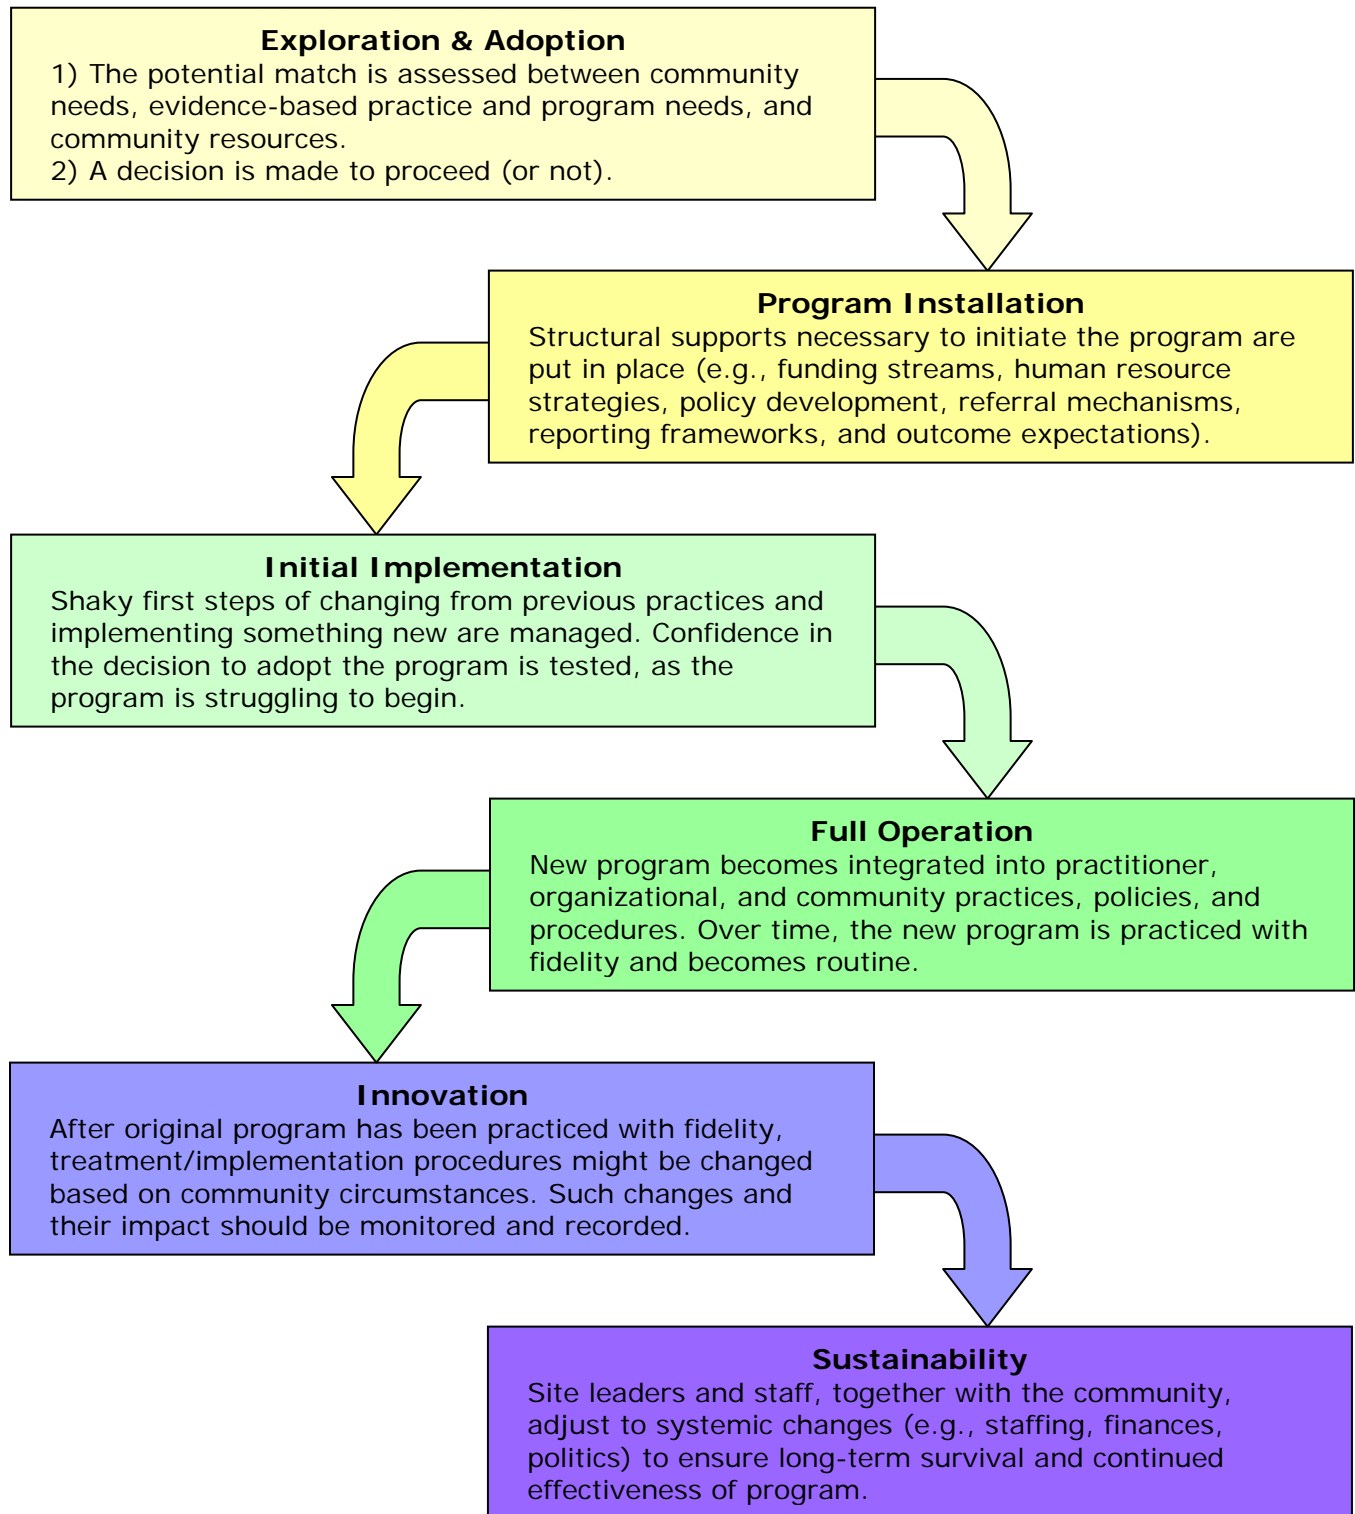 Exploration & Adoption
1) The potential match is assessed between community
needs, evidence-based practice and program needs, and
community resources.
2) A decision is made to proceed (or not).
Program Installation
Structural supports necessary to initiate the program are
put in place (e.g., funding streams, human resource
strategies, policy development, referral mechanisms,
reporting frameworks, and outcome expectations).
Initial Implementation
Shaky first steps of changing from previous practices and
implementing something new are managed. Confidence in
the decision to adopt the program is tested, as the
program is struggling to begin.
Full Operation
New program becomes integrated into practitioner,
organizational, and community practices, policies, and
procedures. Over time, the new program is practiced with
fidelity and becomes routine.
Innovation
After original program has been practiced with fidelity,
treatment/implementation procedures might be changed
based on community circumstances. Such changes and
their impact should be monitored and recorded.
Sustainability
Site leaders and staff, together with the community,
adjust to systemic changes (e.g., staffing, finances,
politics) to ensure long-term survival and continued
effectiveness of program.